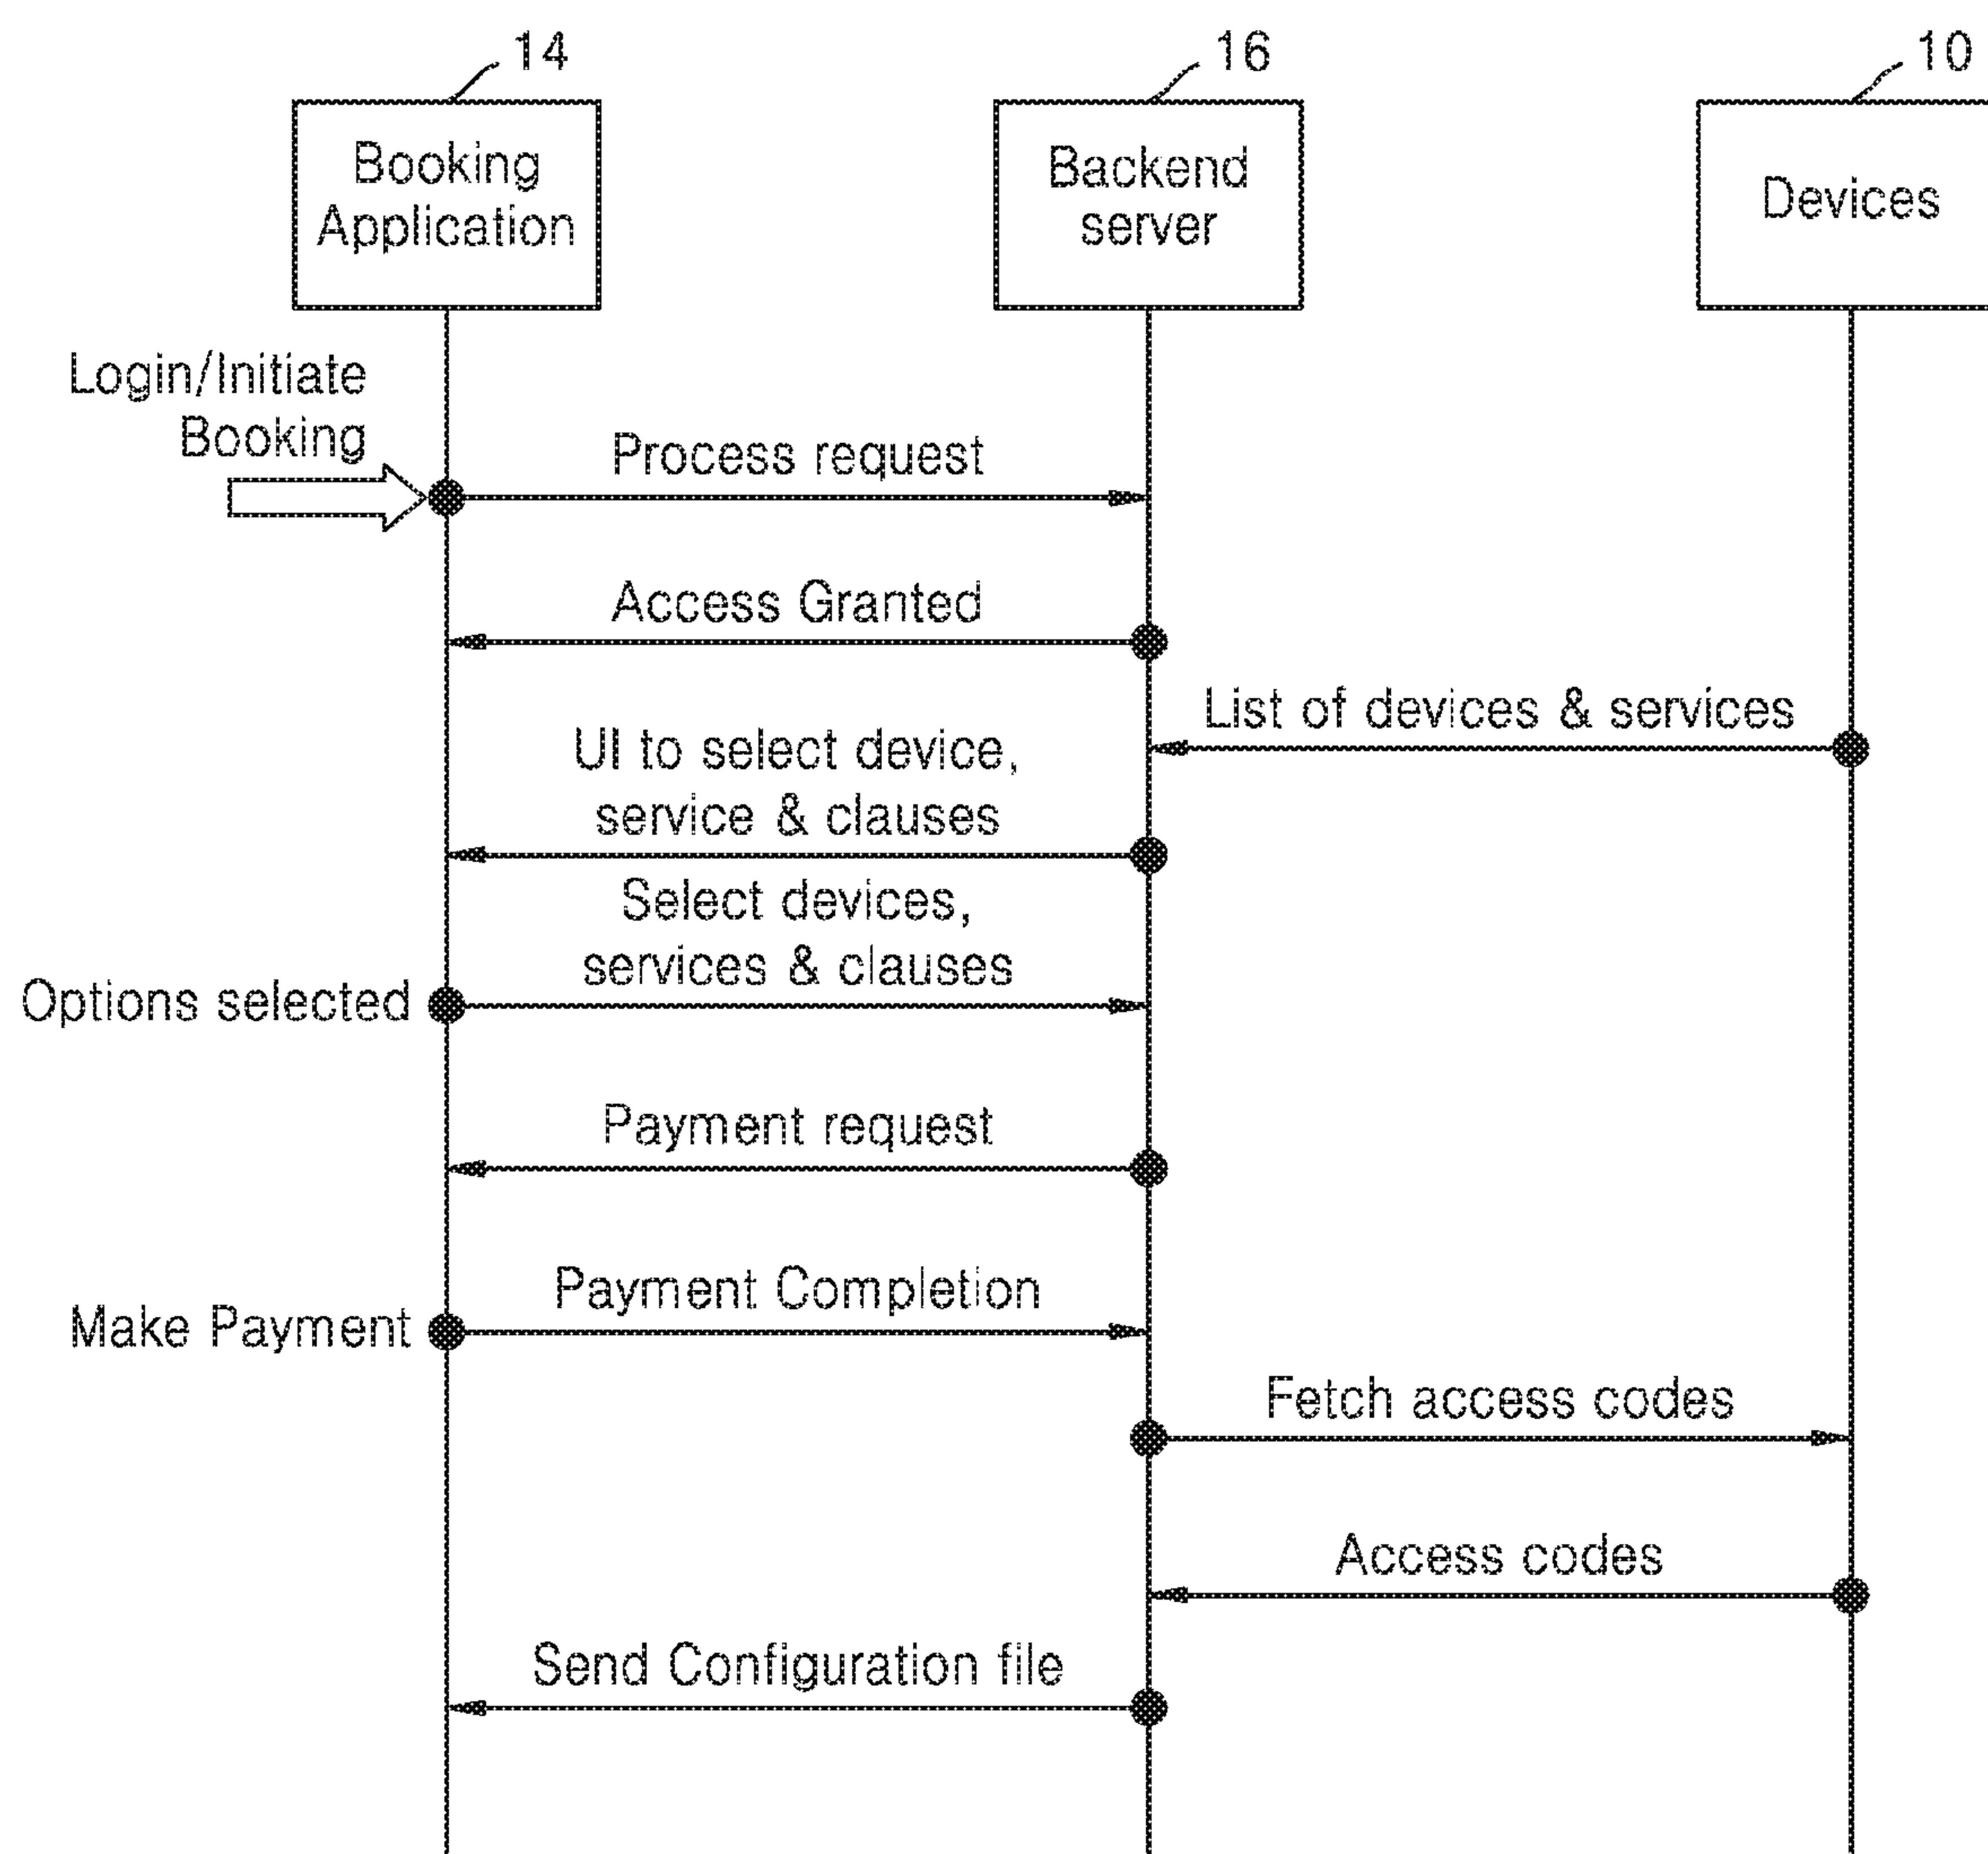 14
16
10
Booking
Application
Backend
server
Devices
Login/Initiate
Booking
Process request
Access Granted
List of devices & services
UI to select device,
service & clauses
Select devices,
services & clauses
Options selected
Payment request
Payment Completion
Make Payment
Fetch access codes
Access codes
Send Configuration file